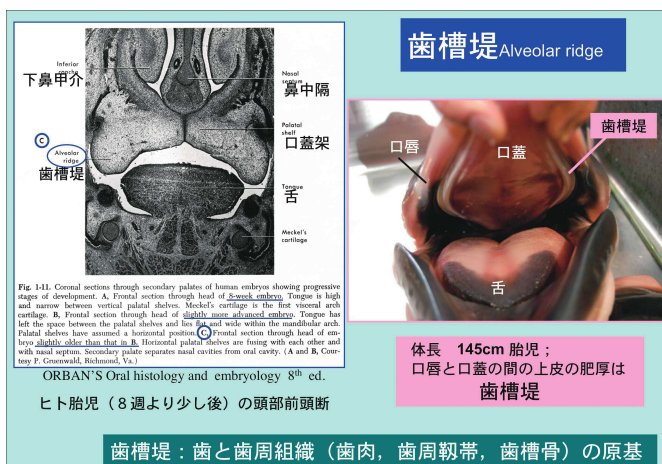 歯槽堤Alveolar ridge
Inferior
concha
下鼻甲介
Nasal
septum
鼻中隔
Palatal
shelf
口蓋架
C
Alveolar
ridge
歯槽堤
Tongue
舌
Meckel's
cartilage
Fig. 1-11. Coronal sections through secondary palates of human embryos showing progressive
stages of development. A, Frontal section through head of 8-week embryo. Tongue is high
and narrow between vertical palatal shelves. Meckel's cartilage is the first visceral arch
cartilage. B, Frontal section through head of slightly more advanced embryo. Tongue has
left the space between the palatal shelves and lies flat and wide within the mandibular arch.
Palatal shelves have assumed a horizontal position. C, Frontal section through head of em-
bryo slightly older than that in B. Horizontal palatal shelves are fusing with each other and
with nasal septum. Secondary palate separates nasal cavities from oral cavity. (A and B, Cour-
tesy P. Gruenwald, Richmond, Va.)
ORBAN'S Oral histology and embryology 8th ed.
ヒト胎児（８週より少し後）の頭部前頭断
口唇
口蓋
歯槽堤
舌
体長 145cm 胎児；
口唇と口蓋の間の上皮の肥厚は
歯槽堤
歯槽堤：歯と歯周組織（歯肉，歯周靱帯，歯槽骨）の原基